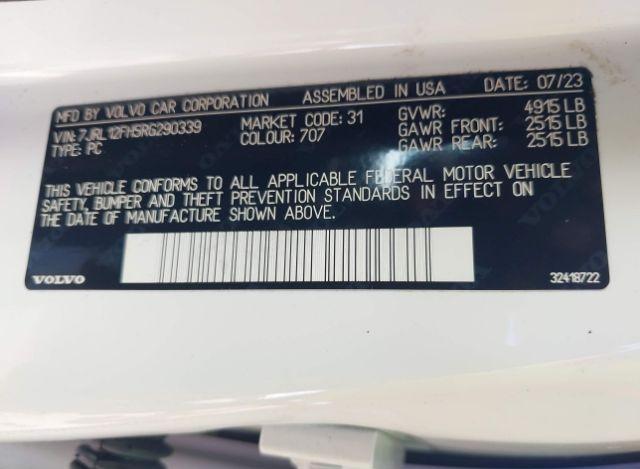 MFD BY VOLVO CAR CORPORATION ASSEMBLED IN USA DATE: 07/23
VIN: 7JRL12FH5RG290339 MARKET CODE: 31 GVWR: 4915 LB
TYPE: PC COLOUR: 707 GAWR FRONT: 2515 LB
GAWR REAR: 2515 LB
THIS VEHICLE CONFORMS TO ALL APPLICABLE FEDERAL MOTOR VEHICLE
SAFETY, BUMPER AND THEFT PREVENTION STANDARDS IN EFFECT ON
THE DATE OF MANUFACTURE SHOWN ABOVE.
VOLVO 32418722